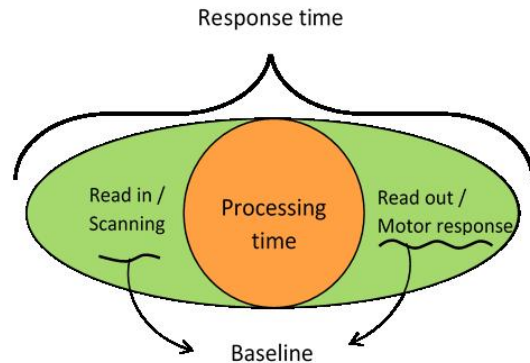 Response time
Read in /
Scanning
Processing
time
Read out /
Motor response
Baseline